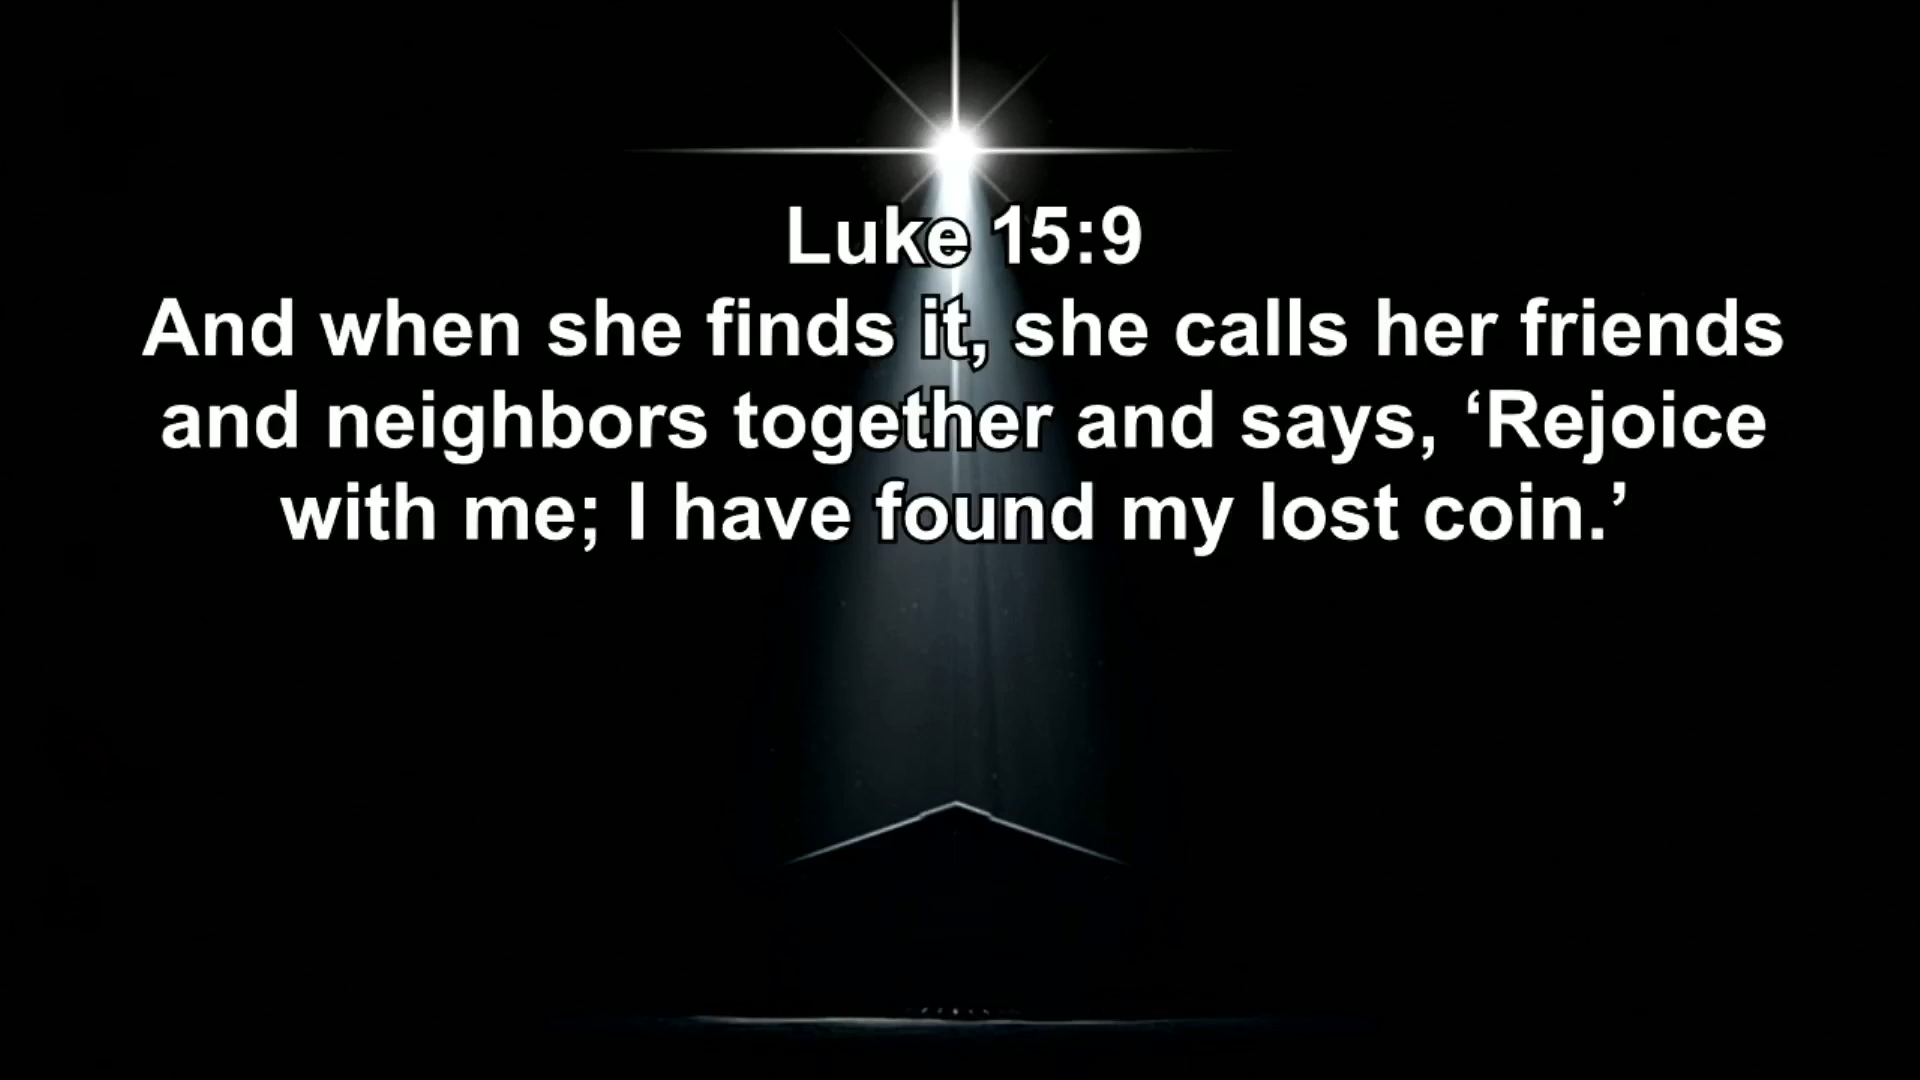 Luke 15:9
And when she finds it, she calls her friends
and neighbors together and says, ‘Rejoice
with me; I have found my lost coin.’